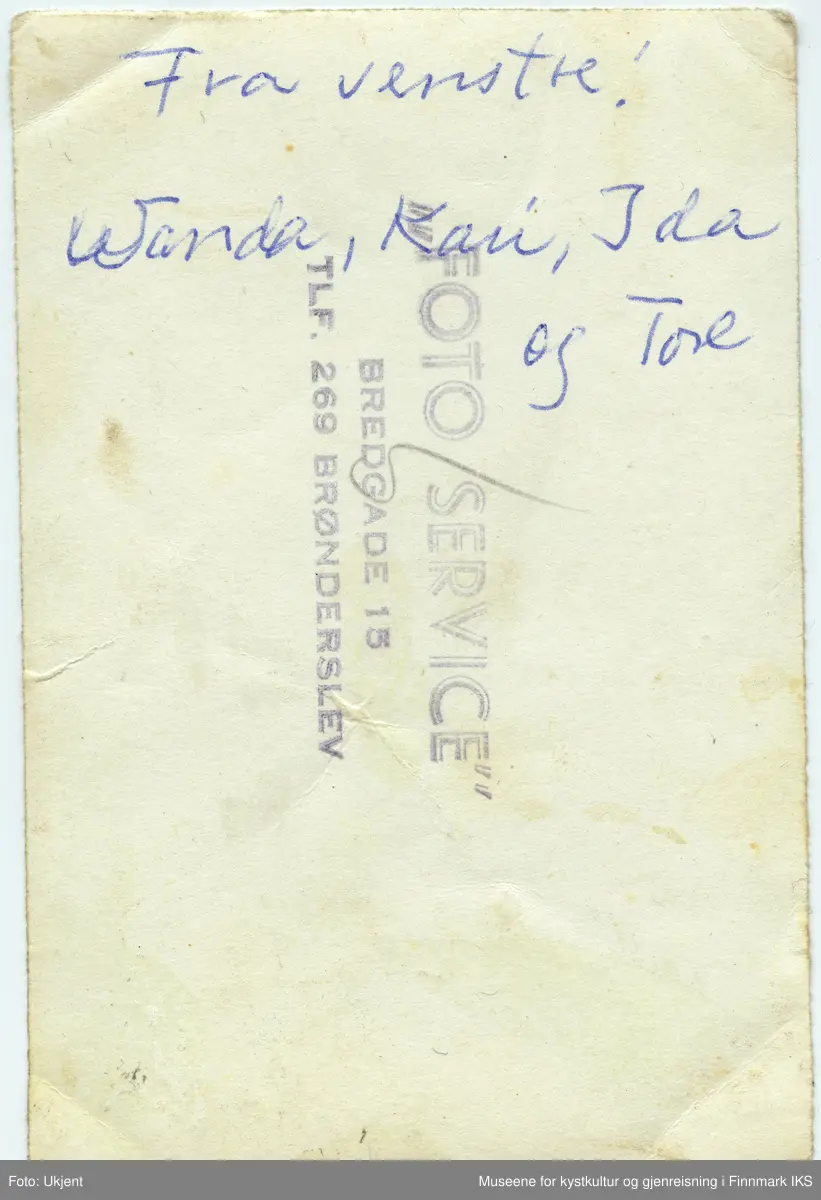 Fra venstre!
Wanda, Kari, Ida
og Tore
"FOTO SERVICE"
BREDGADE 15
TLF. 269 BRØNDERSLEV
Foto: Ukjent
Museene for kystkultur og gjenreisning i Finnmark IKS